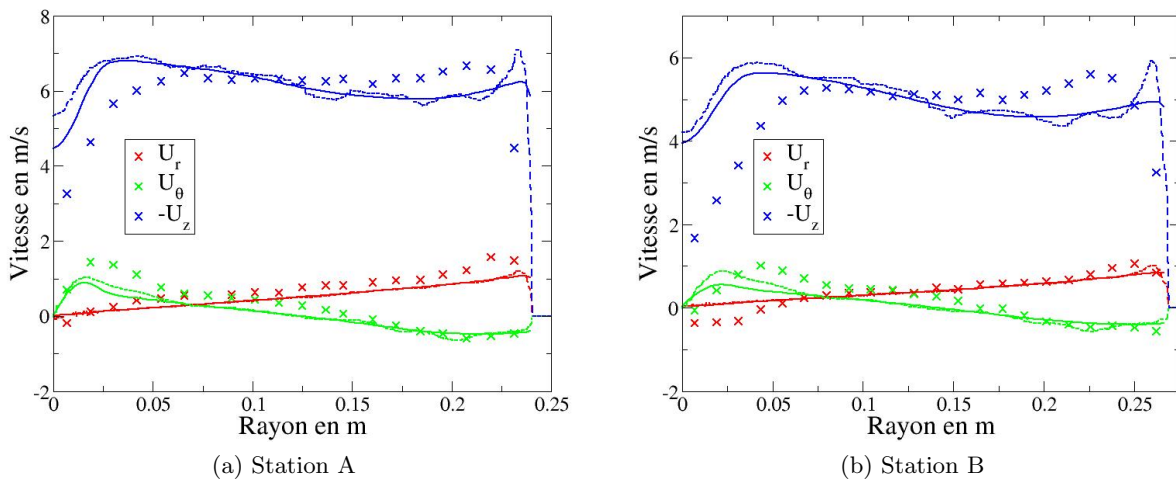 8
6
4
2
0
-2
Vitesse en m/s
U_r
U_θ
-U_z
0 0.05 0.1 0.15 0.2 0.25
Rayon en m
(a) Station A
6
4
2
0
-2
Vitesse en m/s
U_r
U_θ
-U_z
0 0.05 0.1 0.15 0.2 0.25
Rayon en m
(b) Station B